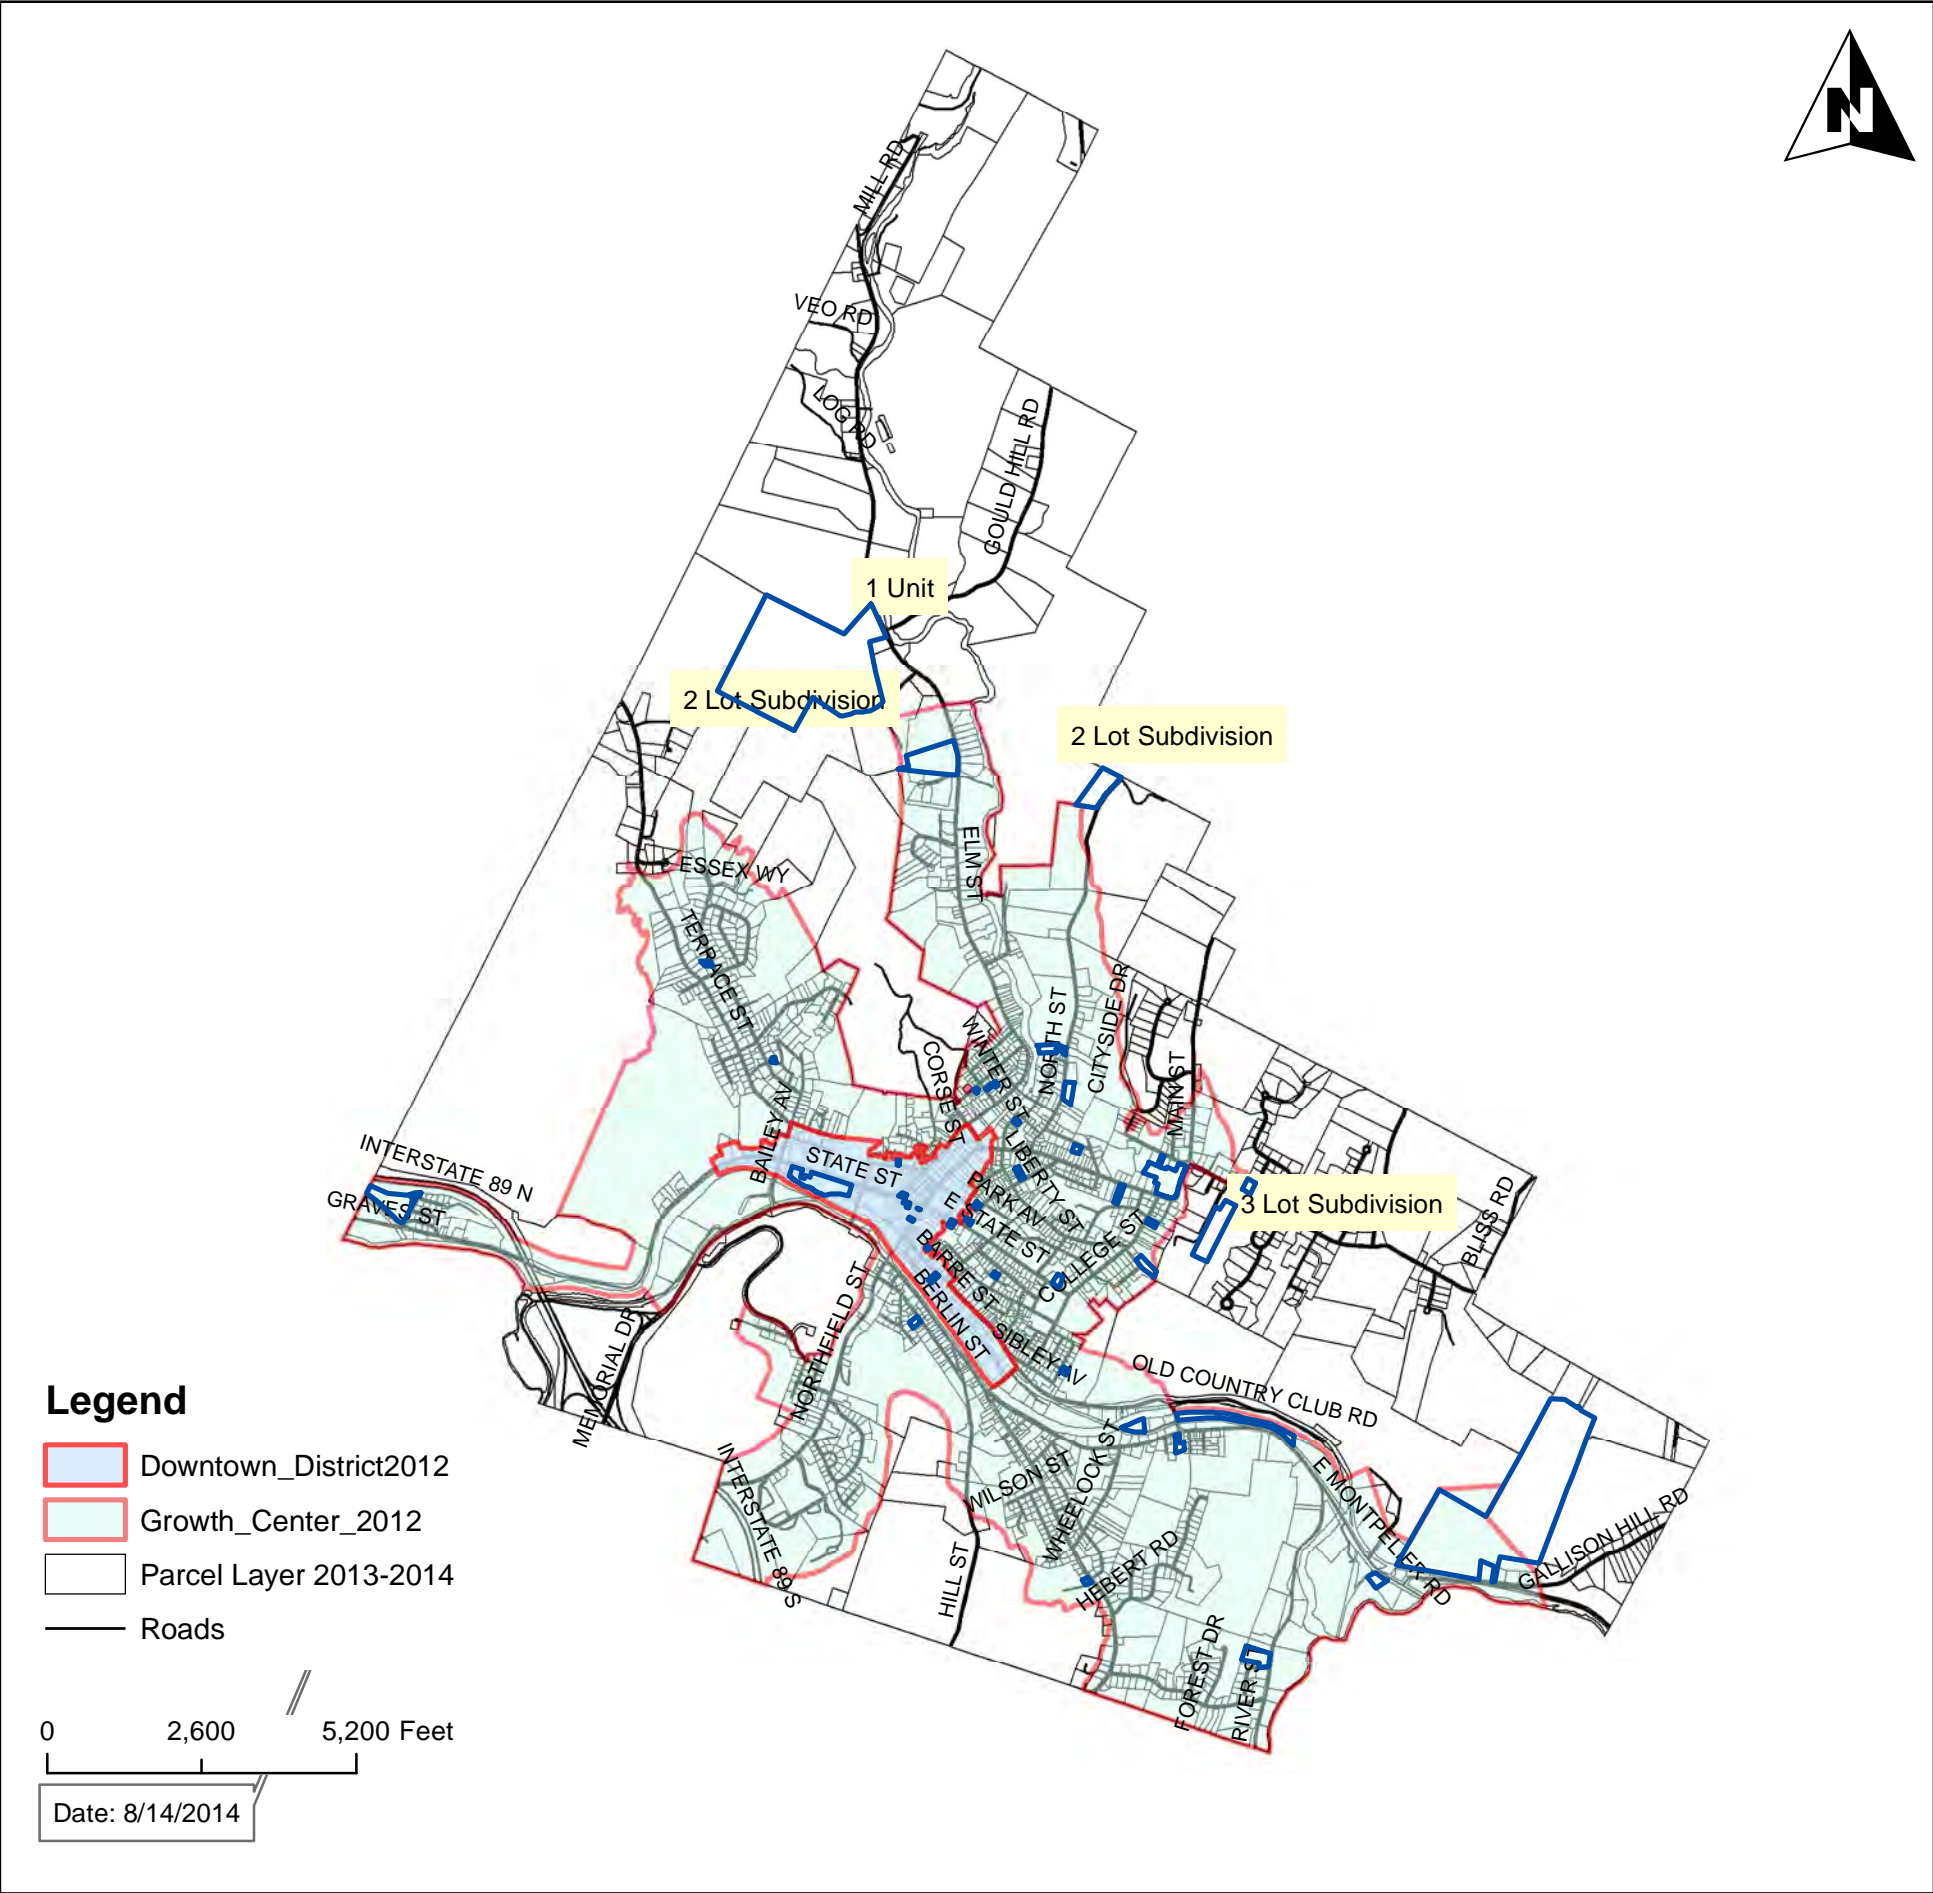 N
MILL RD
VEO RD
LOG RD
GOULD HILL RD
1 Unit
2 Lot Subdivision
2 Lot Subdivision
ELM ST
ESSEX WY
TERRACE ST
CITYSIDE DR
NORTH ST
WINTER ST
CORSE ST
MAIN ST
BAILEY AV
LIBERTY ST
INTERSTATE 89 N
STATE ST
PARK AV
GRAVES ST
E STATE ST
3 Lot Subdivision
BLISS RD
COLLEGE ST
BARRE ST
BERLIN ST
NORTHFIELD ST
SIBLEY AV
MEMORIAL DR
OLD COUNTRY CLUB RD
INTERSTATE 89 S
WILSON ST
WHEELOCK ST
E MONTPELIER RD
GALLISON HILL RD
HILL ST
HEBERT RD
FOREST DR
RIVER ST
Legend
Downtown_District2012
Growth_Center_2012
Parcel Layer 2013-2014
Roads
0 2,600 5,200 Feet
Date: 8/14/2014